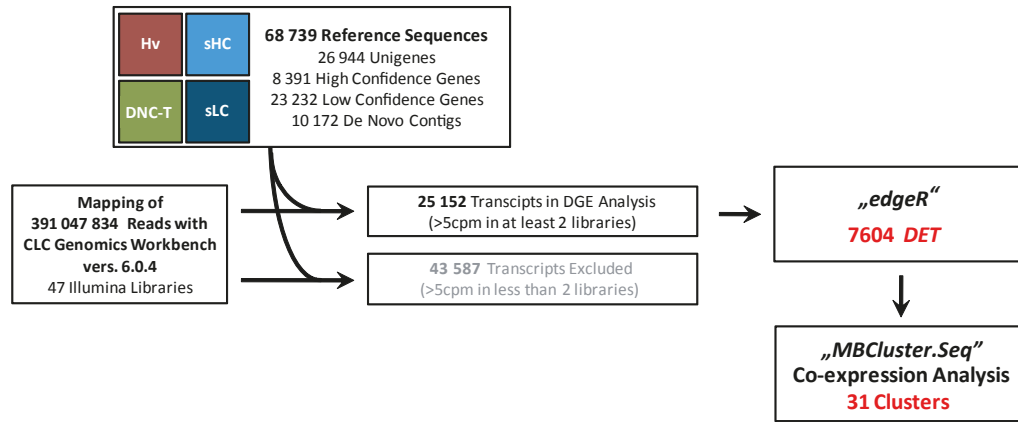 Hv
sHC
DNC-T
sLC
68 739 Reference Sequences
26 944 Unigenes
8 391 High Confidence Genes
23 232 Low Confidence Genes
10 172 De Novo Contigs
Mapping of
391 047 834 Reads with
CLC Genomics Workbench
vers. 6.0.4
47 Illumina Libraries
25 152 Transcipts in DGE Analysis
(>5cpm in at least 2 libraries)
43 587 Transcripts Excluded
(>5cpm in less than 2 libraries)
„edgeR“
7604 DET
„MBCluster.Seq”
Co-expression Analysis
31 Clusters